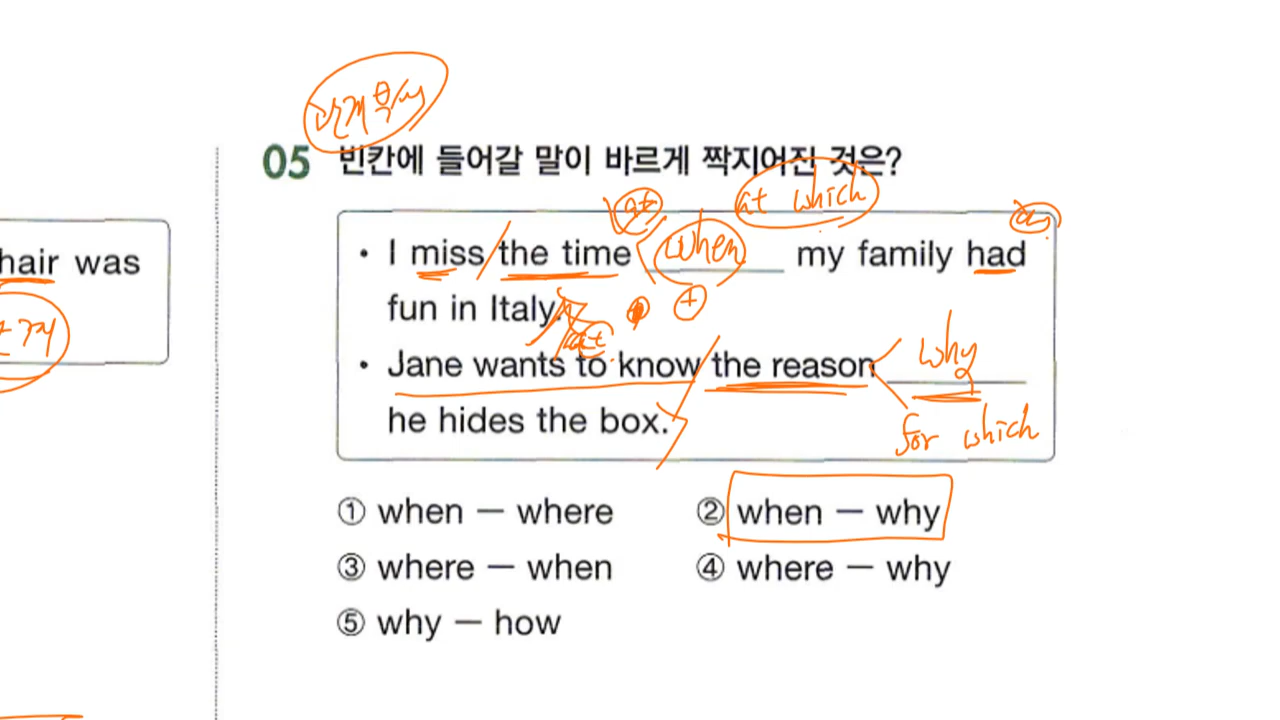 관계부사
05 빈칸에 들어갈 말이 바르게 짝지어진 것은?
at which
at
hair was
• I miss the time when my family had
fun in Italy.
• Jane wants to know the reason why
he hides the box.
for which
① when — where
② when — why
③ where — when
④ where — why
⑤ why — how